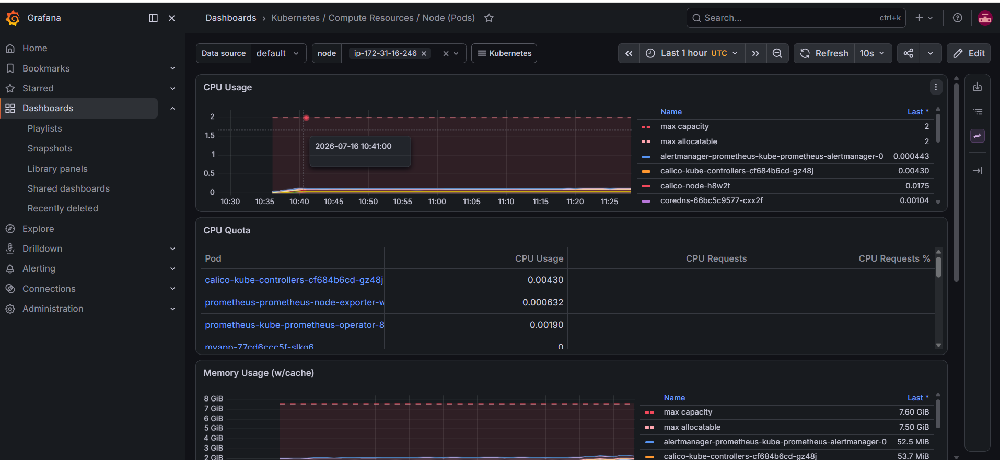 Grafana
Dashboards › Kubernetes / Compute Resources / Node (Pods)
Search...
ctrl+k
Home
Bookmarks
Starred
Dashboards
Playlists
Snapshots
Library panels
Shared dashboards
Recently deleted
Explore
Drilldown
Alerting
Connections
Administration
Data source default
node ip-172-31-16-246
Kubernetes
Last 1 hour UTC
Refresh 10s
Edit
CPU Usage
2
1.5
1
0.5
0
10:30 10:35 10:40 10:45 10:50 10:55 11:00 11:05 11:10 11:15 11:20 11:25
2026-07-16 10:41:00
Name Last *
max capacity 2
max allocatable 2
alertmanager-prometheus-kube-prometheus-alertmanager-0 0.000443
calico-kube-controllers-cf684b6cd-gz48j 0.00430
calico-node-h8w2t 0.0175
coredns-66bc5c9577-cxx2f 0.00104
CPU Quota
Pod CPU Usage CPU Requests CPU Requests %
calico-kube-controllers-cf684b6cd-gz48j 0.00430
prometheus-prometheus-node-exporter-w 0.000632
prometheus-kube-prometheus-operator-8 0.00190
myapp-77cd6ccc5f-slkg6 0
Memory Usage (w/cache)
8 GiB
7 GiB
6 GiB
5 GiB
4 GiB
3 GiB
2 GiB
Name Last *
max capacity 7.60 GiB
max allocatable 7.50 GiB
alertmanager-prometheus-kube-prometheus-alertmanager-0 52.5 MiB
calico-kube-controllers-cf684b6cd-gz48j 53.7 MiB